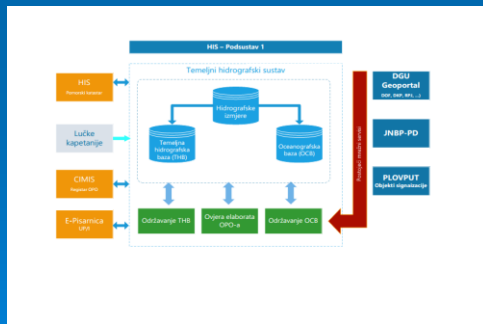 HIS – Podsustav 1
Temeljni hidrografski sustav
HIS
Hidrografske
izmjere
Temeljna
hidrografska
baza (THB)
Oceanografska
baza (OCB)
Lučke
kapetanije
CIMIS
E-Pisarnica
UP/I
Održavanje THB
Ovjera elaborata
OPO-a
Održavanje OCB
Postojeći mrežni servisi
DGU
Geoportal
JNBP-PD
PLOVPUT
Objekti signalizacije